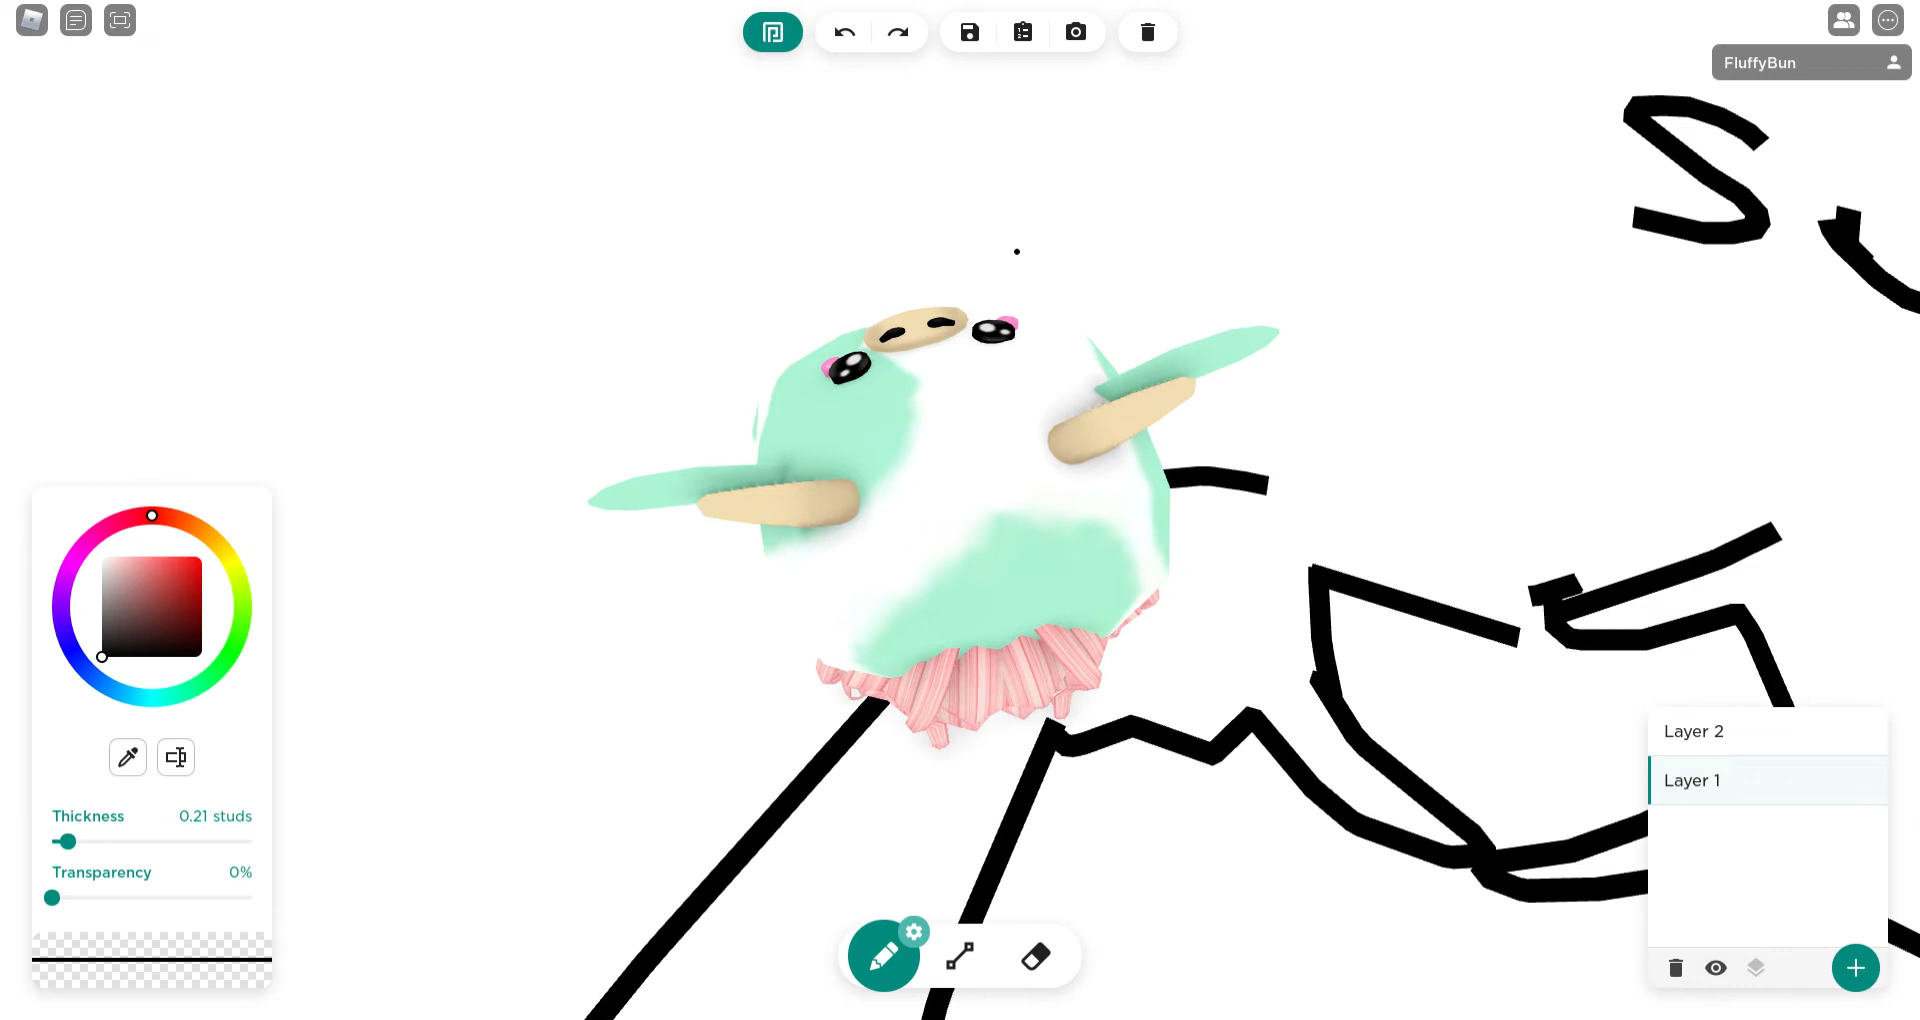 FluffyBun
S
Thickness 0.21 studs
Transparency 0%
Layer 2
Layer 1